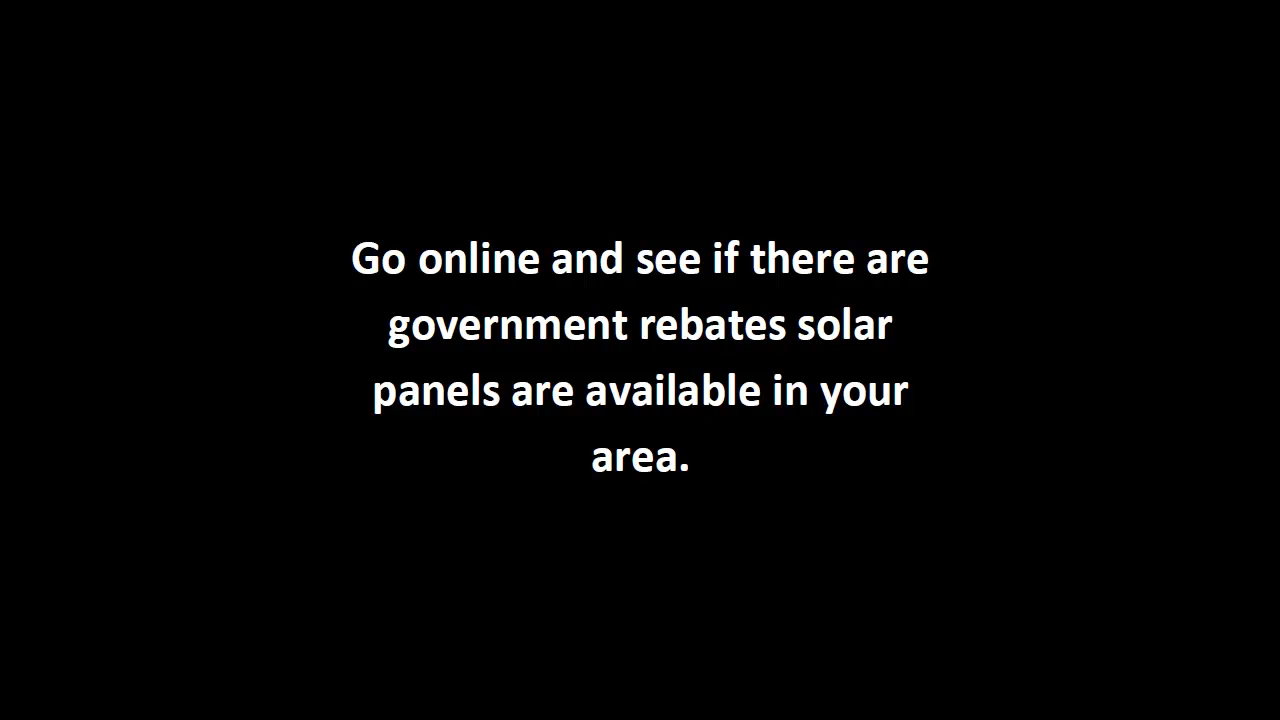 Go online and see if there are
government rebates solar
panels are available in your
area.